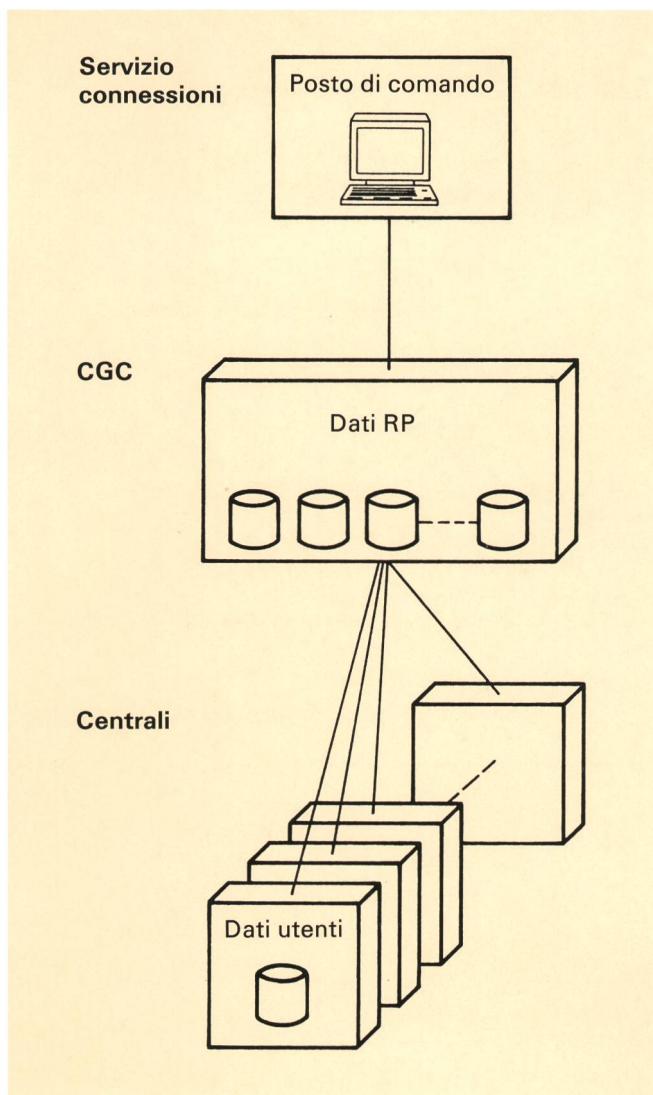 Servizio
connessioni
Posto di comando
CGC
Dati RP
Centrali
Dati utenti